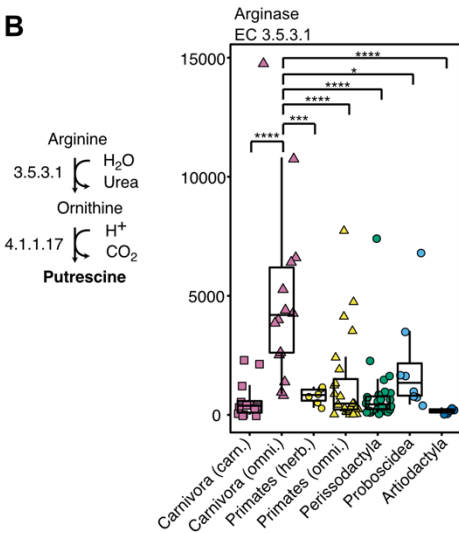 B
Arginase
EC 3.5.3.1
15000
10000
5000
0
****
*
****
****
***
****
Arginine
3.5.3.1
H2O
Urea
Ornithine
4.1.1.17
H+
CO2
Putrescine
Carnivora (carn.)
Carnivora (omni.)
Primates (herb.)
Primates (omni.)
Perissodactyla
Proboscidea
Artiodactyla